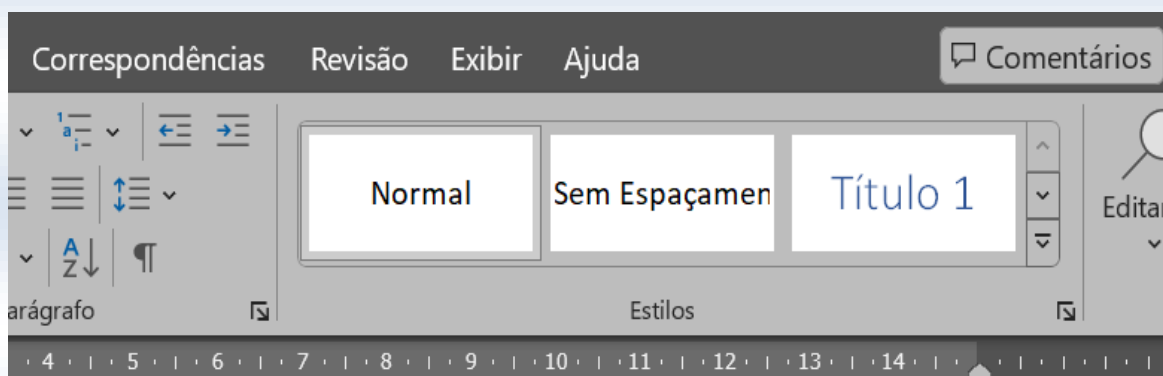 Correspondências Revisão Exibir Ajuda Comentários
Normal Sem Espaçamen Título 1
Edita
arágrafo Estilos
4 5 6 7 8 9 10 11 12 13 14